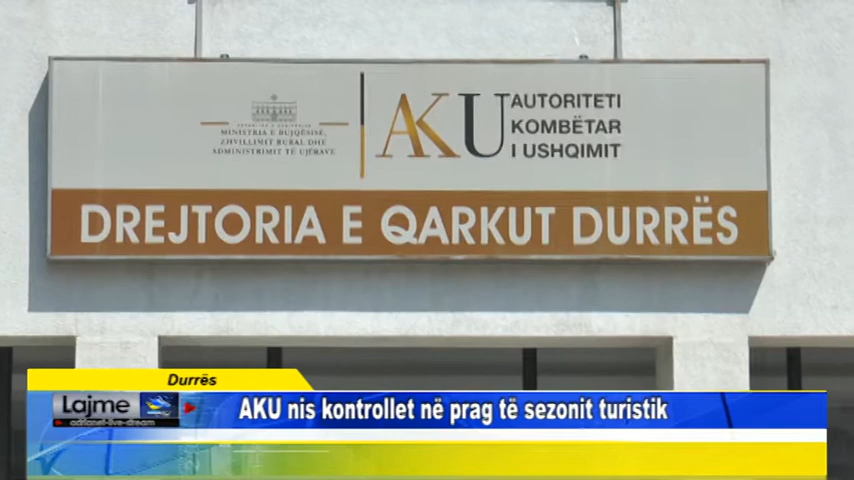 MINISTRIA E BUJQËSISË,
ZHVILLIMIT RURAL DHE
ADMINISTRIMIT TË UJËRAVE
AKU
AUTORITETI
KOMBËTAR
I USHQIMIT
DREJTORIA E QARKUT DURRËS
Durrës
Lajme
AKU nis kontrollet në prag të sezonit turistik